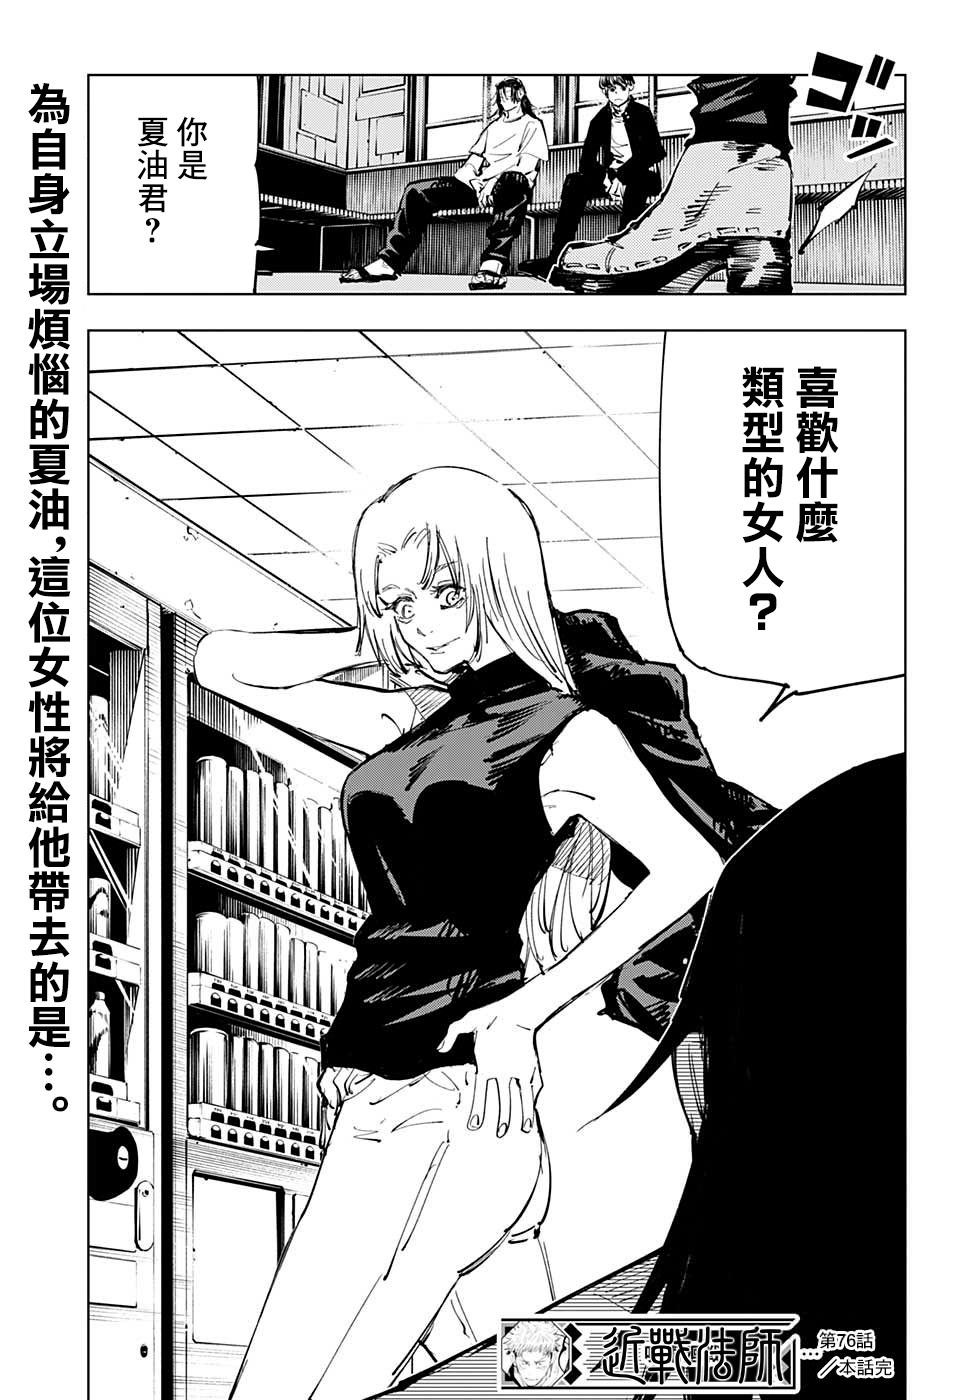 ゴッ
你是
夏油君？
喜歡什麼
類型的女人？
為自身立場煩惱的夏油，這位女性將給他帶去的是…。
近戰法師…
第76話
／本話完